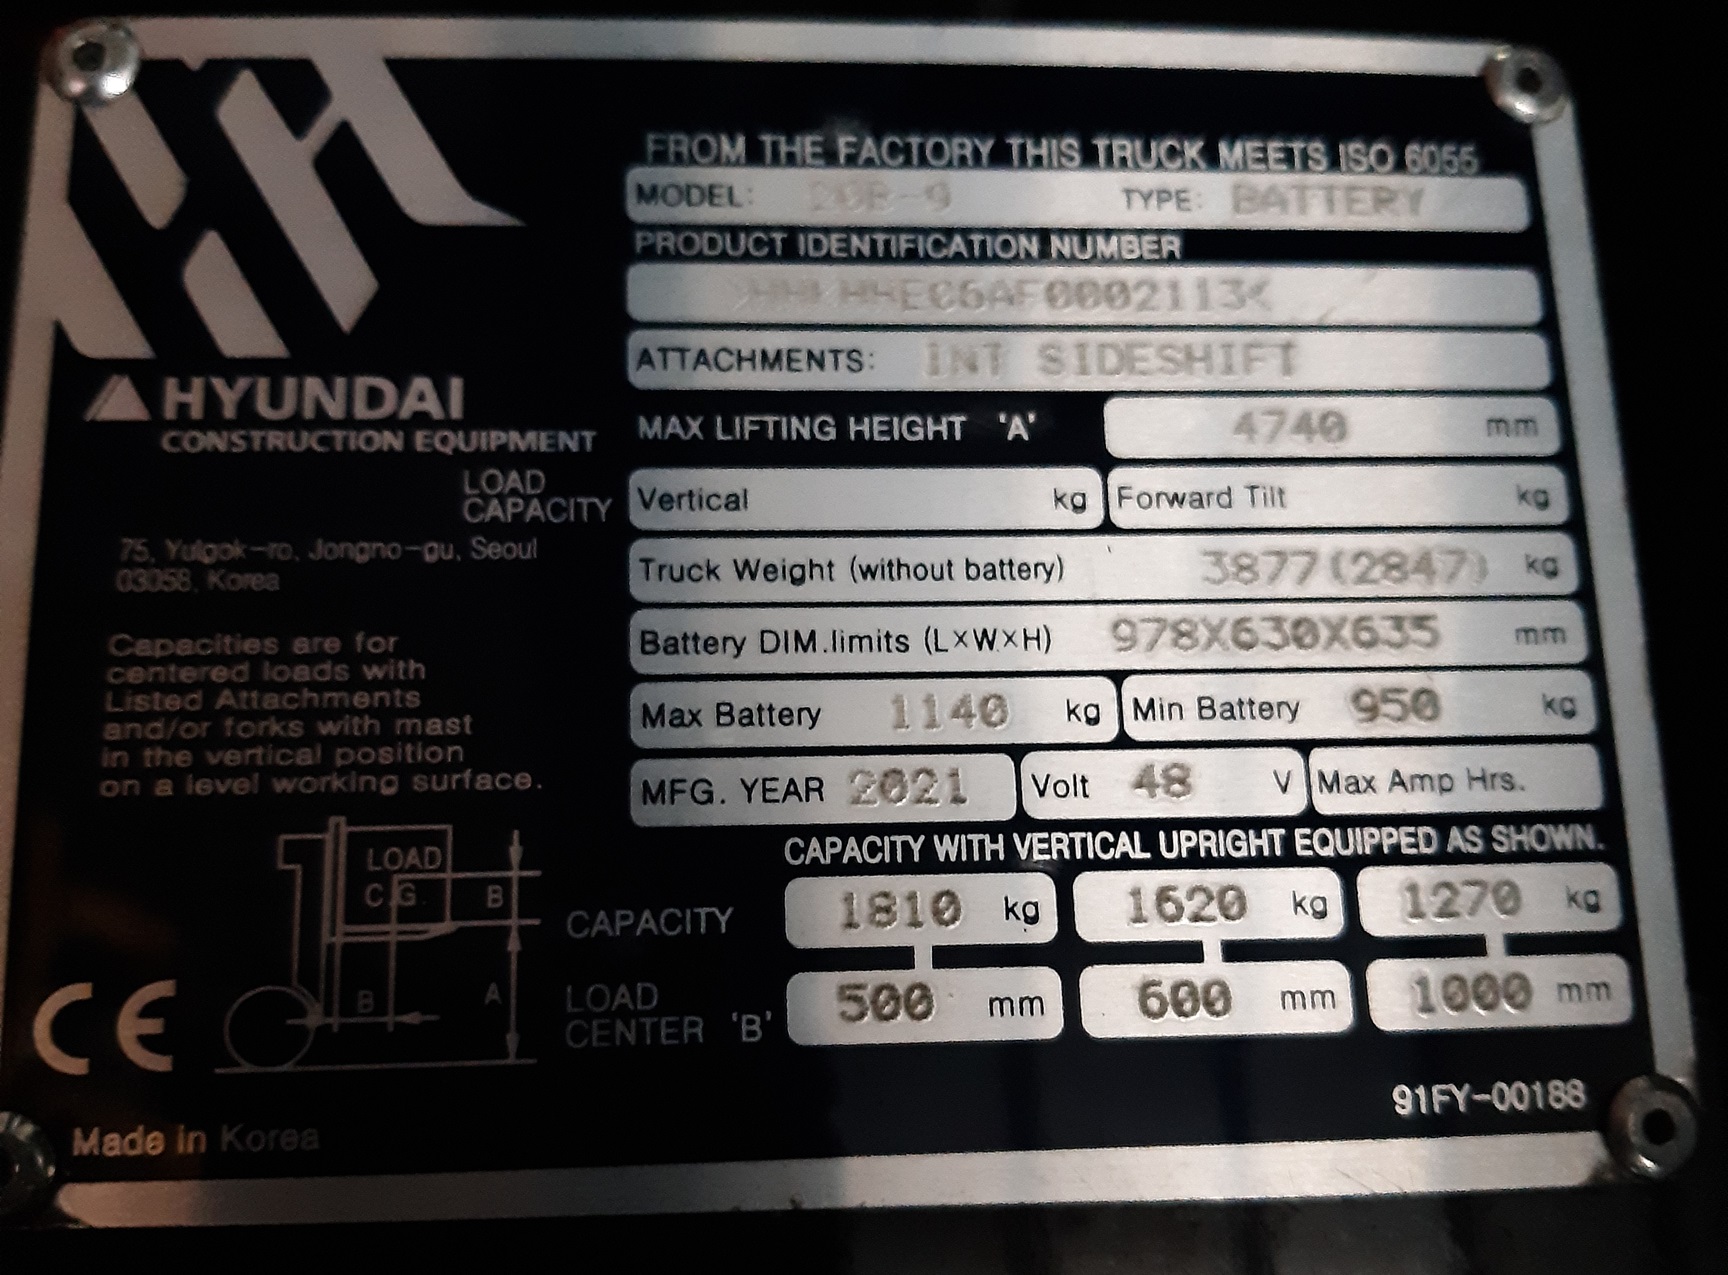 FROM THE FACTORY THIS TRUCK MEETS ISO 6055
MODEL: 20B-9 TYPE: BATTERY
PRODUCT IDENTIFICATION NUMBER
ATTACHMENTS: INT SIDESHIFT
HYUNDAI
CONSTRUCTION EQUIPMENT
MAX LIFTING HEIGHT 'A' 4740 mm
LOAD
CAPACITY
Vertical kg Forward Tilt kg
75, Yulgok-ro, Jongno-gu, Seoul
03058, Korea
Truck Weight (without battery) 3877(2847) kg
Battery DIM.limits (L×W×H) 978X630X635 mm
Max Battery 1140 kg Min Battery 950 kg
MFG. YEAR 2021 Volt 48 V Max Amp Hrs.
Capacities are for
centered loads with
Listed Attachments
and/or forks with mast
in the vertical position
on a level working surface.
CAPACITY WITH VERTICAL UPRIGHT EQUIPPED AS SHOWN.
LOAD
C.G. B
B A
CAPACITY 1810 kg 1620 kg 1270 kg
LOAD
CENTER 'B' 500 mm 600 mm 1000 mm
CE
91FY-00188
Made in Korea